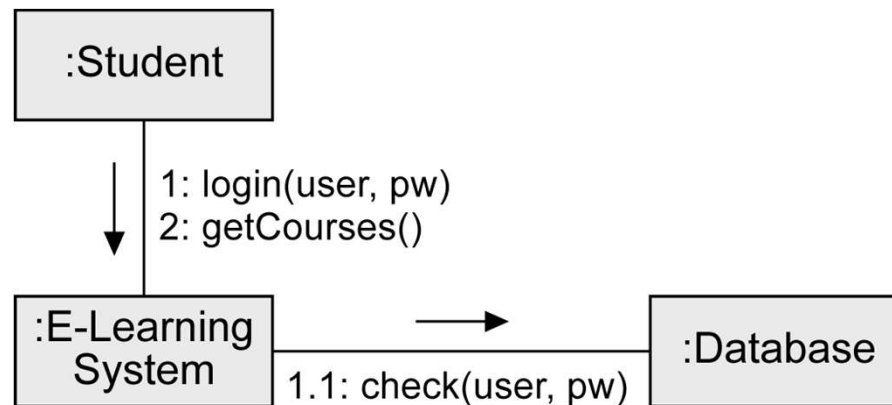 :Student
1: login(user, pw)
2: getCourses()
:E-Learning
System
:Database
1.1: check(user, pw)